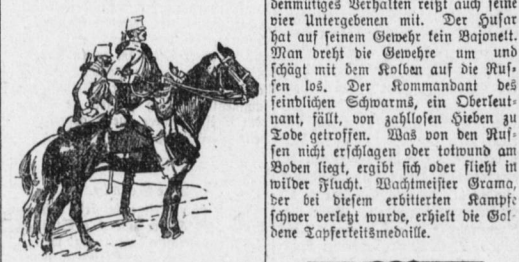 denmütiges Verhalten reißt auch seine
vier Untergebenen mit. Der Husar
hat auf seinem Gewehr kein Bajonett.
Man dreht die Gewehre um und
schägt mit dem Kolben auf die Rus-
sen los. Der Kommandant des
feindlichen Schwarms, ein Oberleut-
nant, fällt, von zahllosen Hieben zu
Tode getroffen. Was von den Rus-
sen nicht erschlagen oder totwund am
Boden liegt, ergibt sich oder flieht in
wilder Flucht. Wachtmeister Grama,
der bei diesem erbitterten Kampfe
schwer verletzt wurde, erhielt die Gol-
dene Tapferkeitsmedaille.